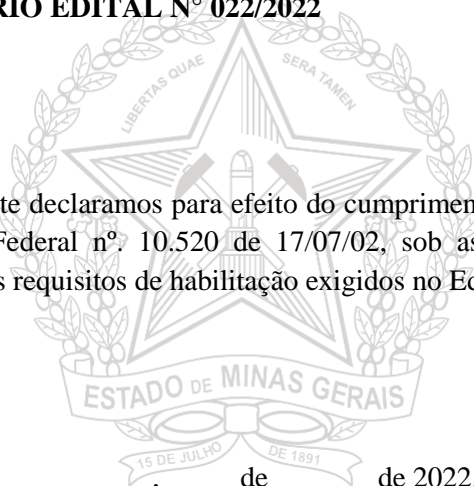 RIO EDITAL N° 022/2022
LIBERTAS QUAE SERA TAMEN
te declaramos para efeito do cumprimen
Federal nº. 10.520 de 17/07/02, sob as
s requisitos de habilitação exigidos no Ed
ESTADO DE MINAS GERAIS
15 DE JULHO DE 1891
, de de 2022